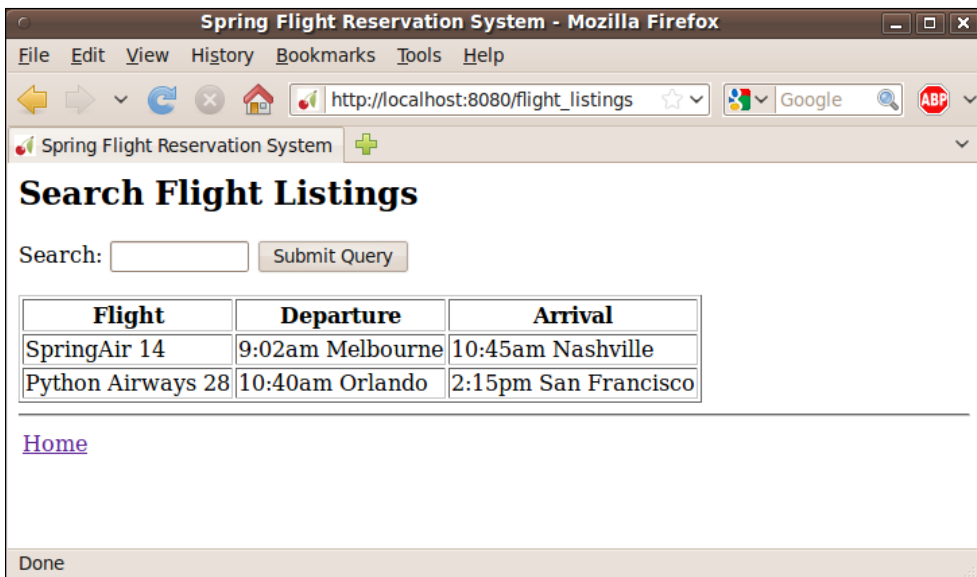 Spring Flight Reservation System - Mozilla Firefox
File Edit View History Bookmarks Tools Help
http://localhost:8080/flight_listings Google ABP
Spring Flight Reservation System
Search Flight Listings
Search: Submit Query
Flight Departure Arrival
SpringAir 14 9:02am Melbourne 10:45am Nashville
Python Airways 28 10:40am Orlando 2:15pm San Francisco
Home
Done